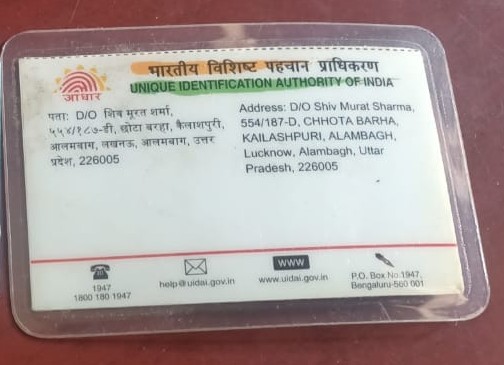 भारतीय विशिष्ट पहचान प्राधिकरण
UNIQUE IDENTIFICATION AUTHORITY OF INDIA
आधार
पता: D/O शिव मूरत शर्मा,
५५४/१८७-डी, छोटा बरहा, कैलाशपुरी,
आलमबाग, लखनऊ, आलमबाग, उत्तर
प्रदेश, 226005
Address: D/O Shiv Murat Sharma,
554/187-D, CHHOTA BARHA,
KAILASHPURI, ALAMBAGH,
Lucknow, Alambagh, Uttar
Pradesh, 226005
1947
1800 180 1947
help@uidai.gov.in
www
www.uidai.gov.in
P.O. Box No.1947,
Bengaluru-560 001